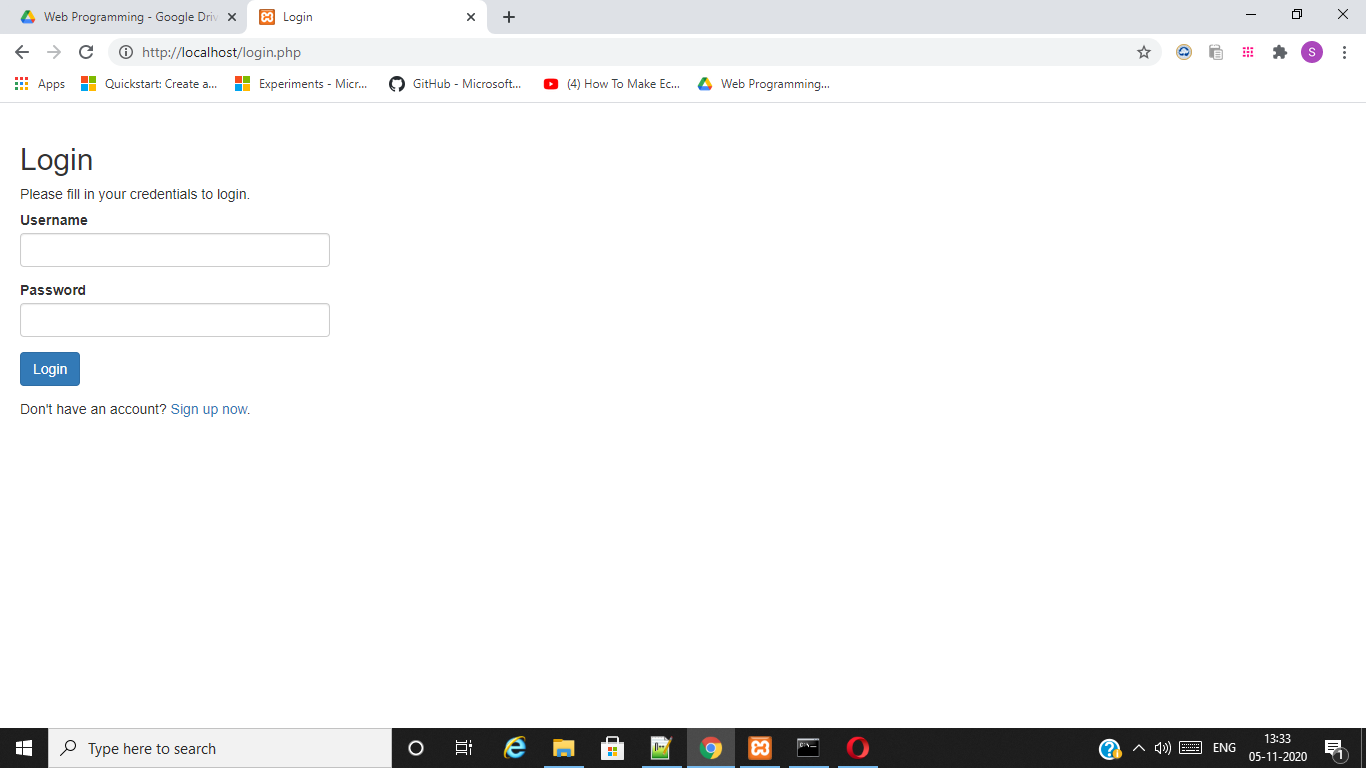 Web Programming - Google Driv
Login
http://localhost/login.php
S
Apps
Quickstart: Create a...
Experiments - Micr...
GitHub - Microsoft...
(4) How To Make Ec...
Web Programming...
Login
Please fill in your credentials to login.
Username
Password
Login
Don't have an account? Sign up now.
Type here to search
ENG
13:33
05-11-2020
1